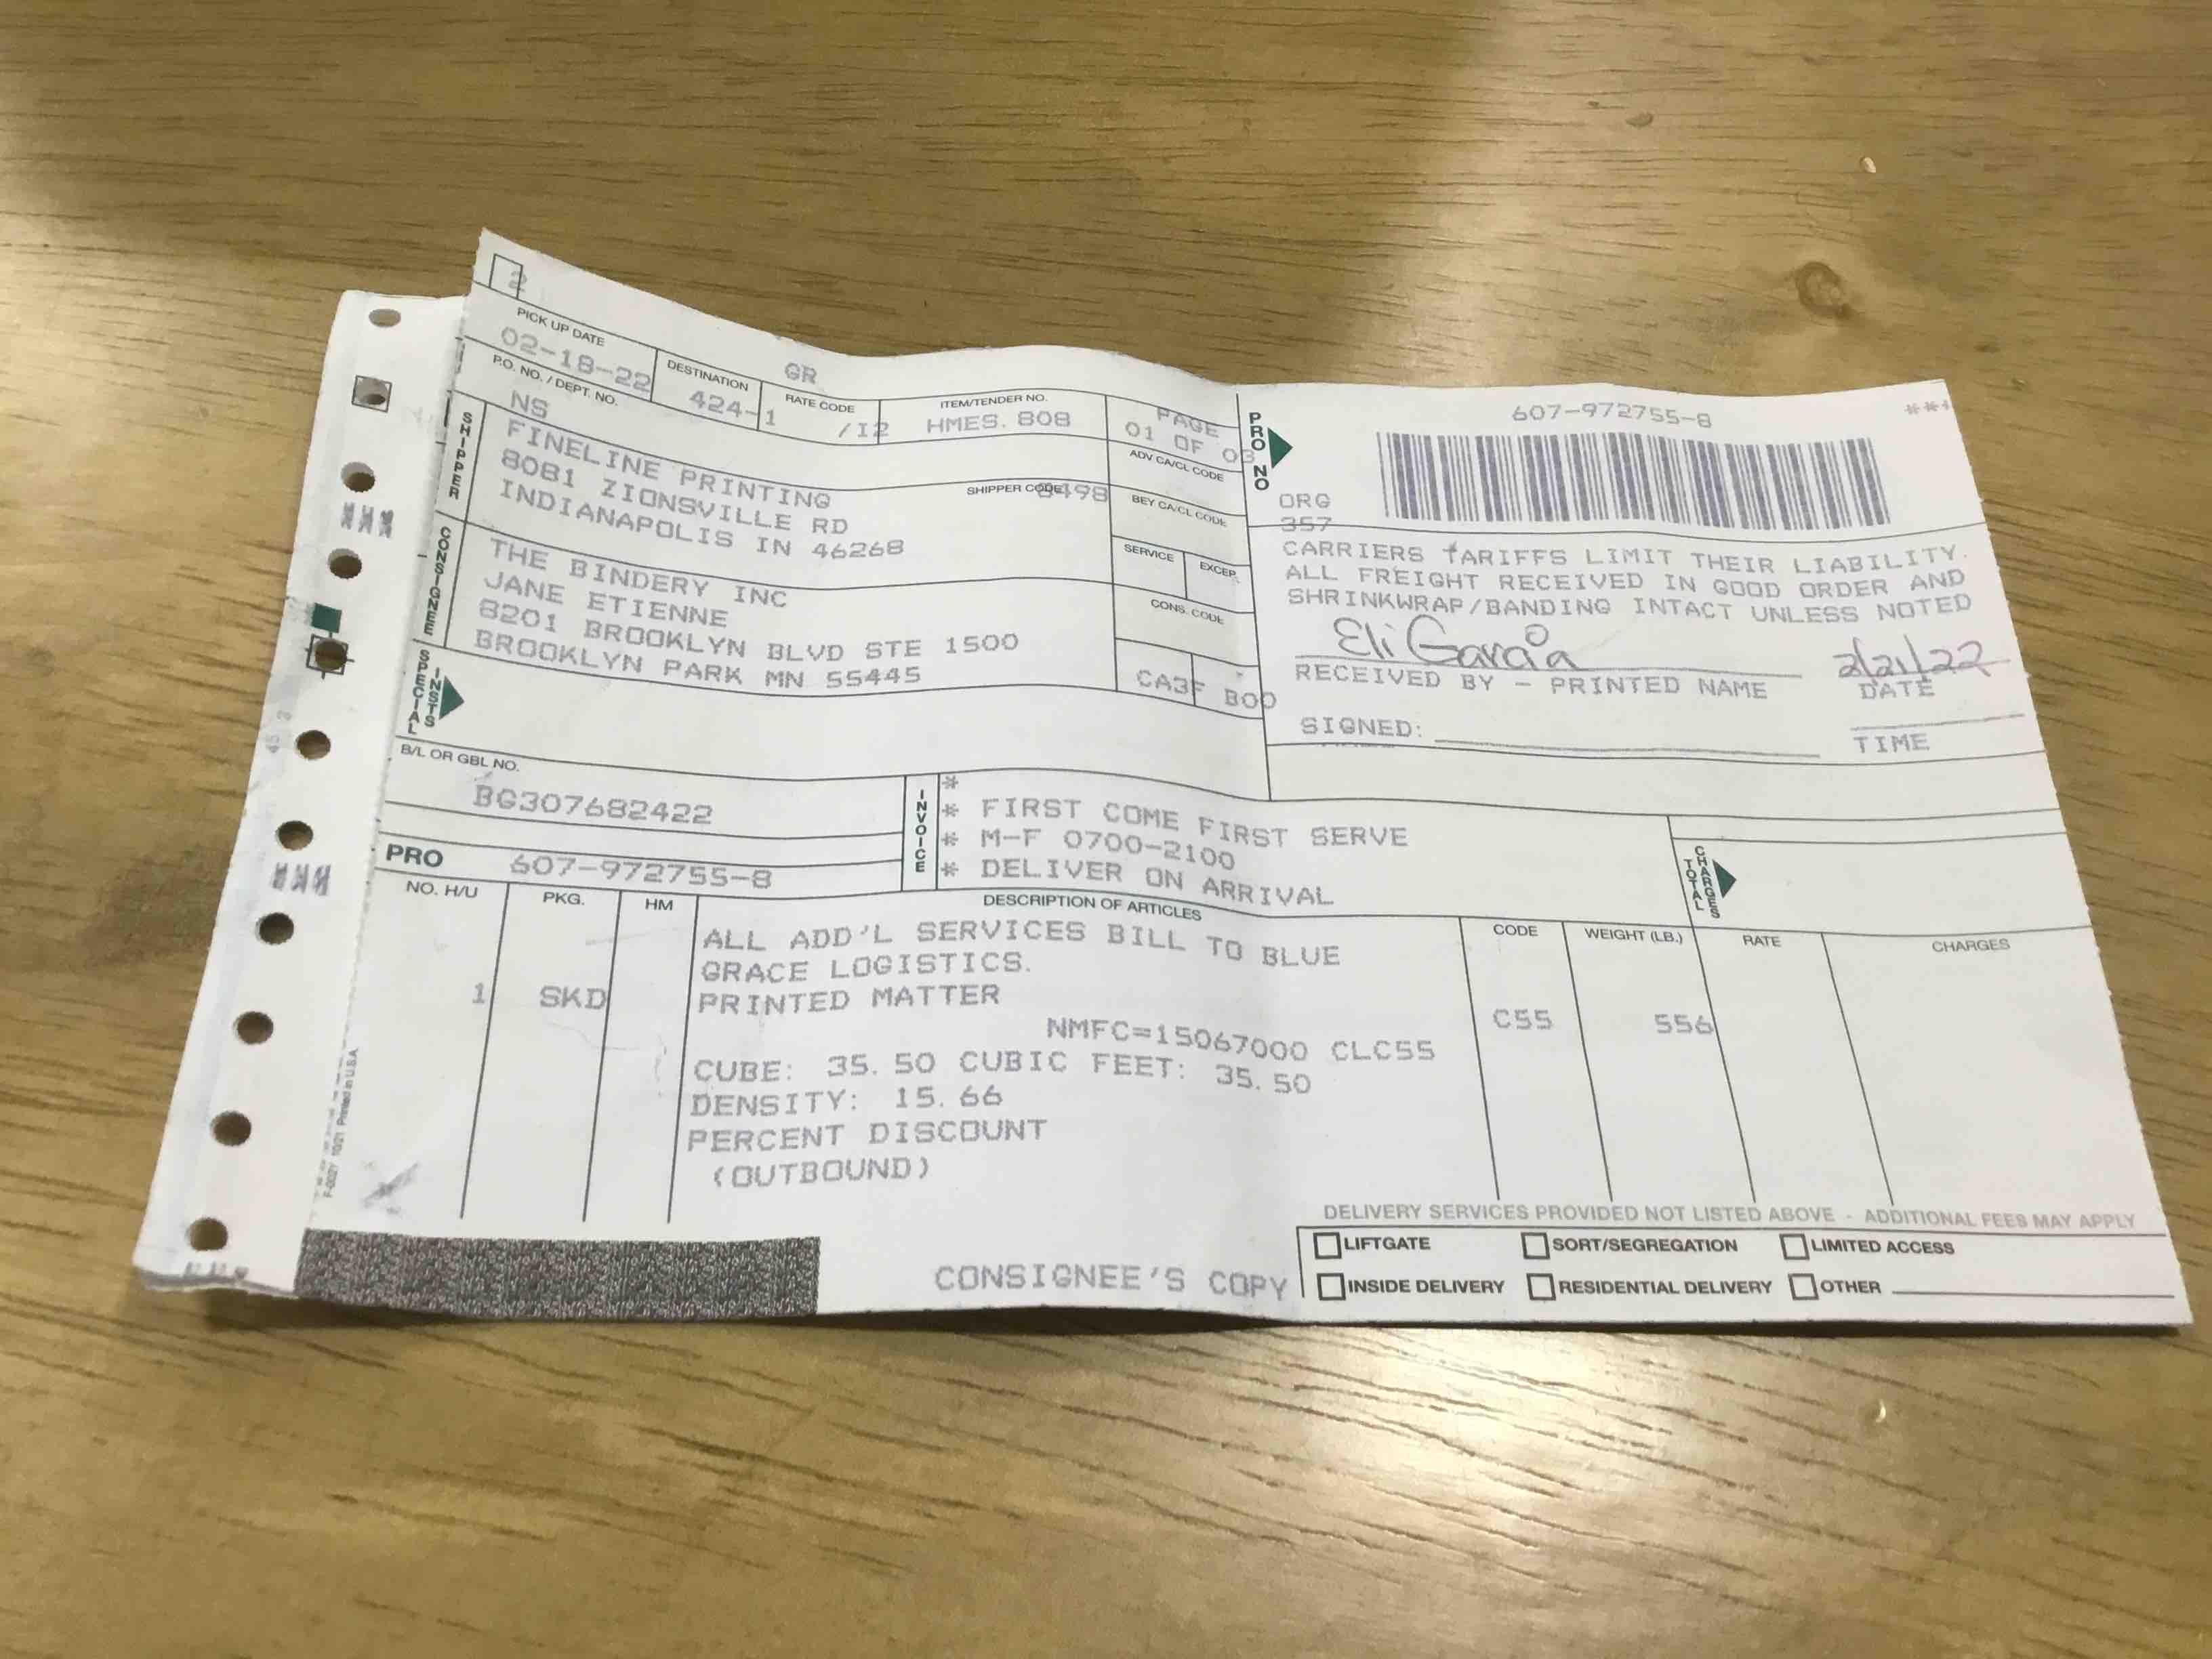 2
PICK UP DATE
02-18-22
DESTINATION
424-1
GR
RATE CODE
/I2
ITEM/TENDER NO.
HMES. 808
PAGE
01 OF 03
P.O. NO. / DEPT. NO.
NS
ADV CA/CL CODE
SHIPPER
FINELINE PRINTING
8081 ZIONSVILLE RD
INDIANAPOLIS IN 46268
SHIPPER CODE
8498
BEY CA/CL CODE
SERVICE
EXCEP.
CONSIGNEE
THE BINDERY INC
JANE ETIENNE
8201 BROOKLYN BLVD STE 1500
BROOKLYN PARK MN 55445
CONS. CODE
CA3F B00
SPECIAL INSTS
PRO NO
607-972755-8
***
ORG
357
CARRIERS TARIFFS LIMIT THEIR LIABILITY.
ALL FREIGHT RECEIVED IN GOOD ORDER AND
SHRINKWRAP/BANDING INTACT UNLESS NOTED
Eli Garcia
2/21/22
RECEIVED BY - PRINTED NAME
DATE
SIGNED:
TIME
B/L OR GBL NO.
BG307682422
INVOICE
*
* FIRST COME FIRST SERVE
* M-F 0700-2100
* DELIVER ON ARRIVAL
TOTAL CHARGES
PRO
607-972755-8
NO. H/U
PKG.
HM
DESCRIPTION OF ARTICLES
CODE
WEIGHT (LB.)
RATE
CHARGES
ALL ADD'L SERVICES BILL TO BLUE
GRACE LOGISTICS.
1 SKD PRINTED MATTER
NMFC=15067000 CLC55
C55 556
CUBE: 35.50 CUBIC FEET: 35.50
DENSITY: 15.66
PERCENT DISCOUNT
(OUTBOUND)
F-0027 10/21 Printed in U.S.A.
CONSIGNEE'S COPY
DELIVERY SERVICES PROVIDED NOT LISTED ABOVE - ADDITIONAL FEES MAY APPLY
LIFTGATE
SORT/SEGREGATION
LIMITED ACCESS
INSIDE DELIVERY
RESIDENTIAL DELIVERY
OTHER